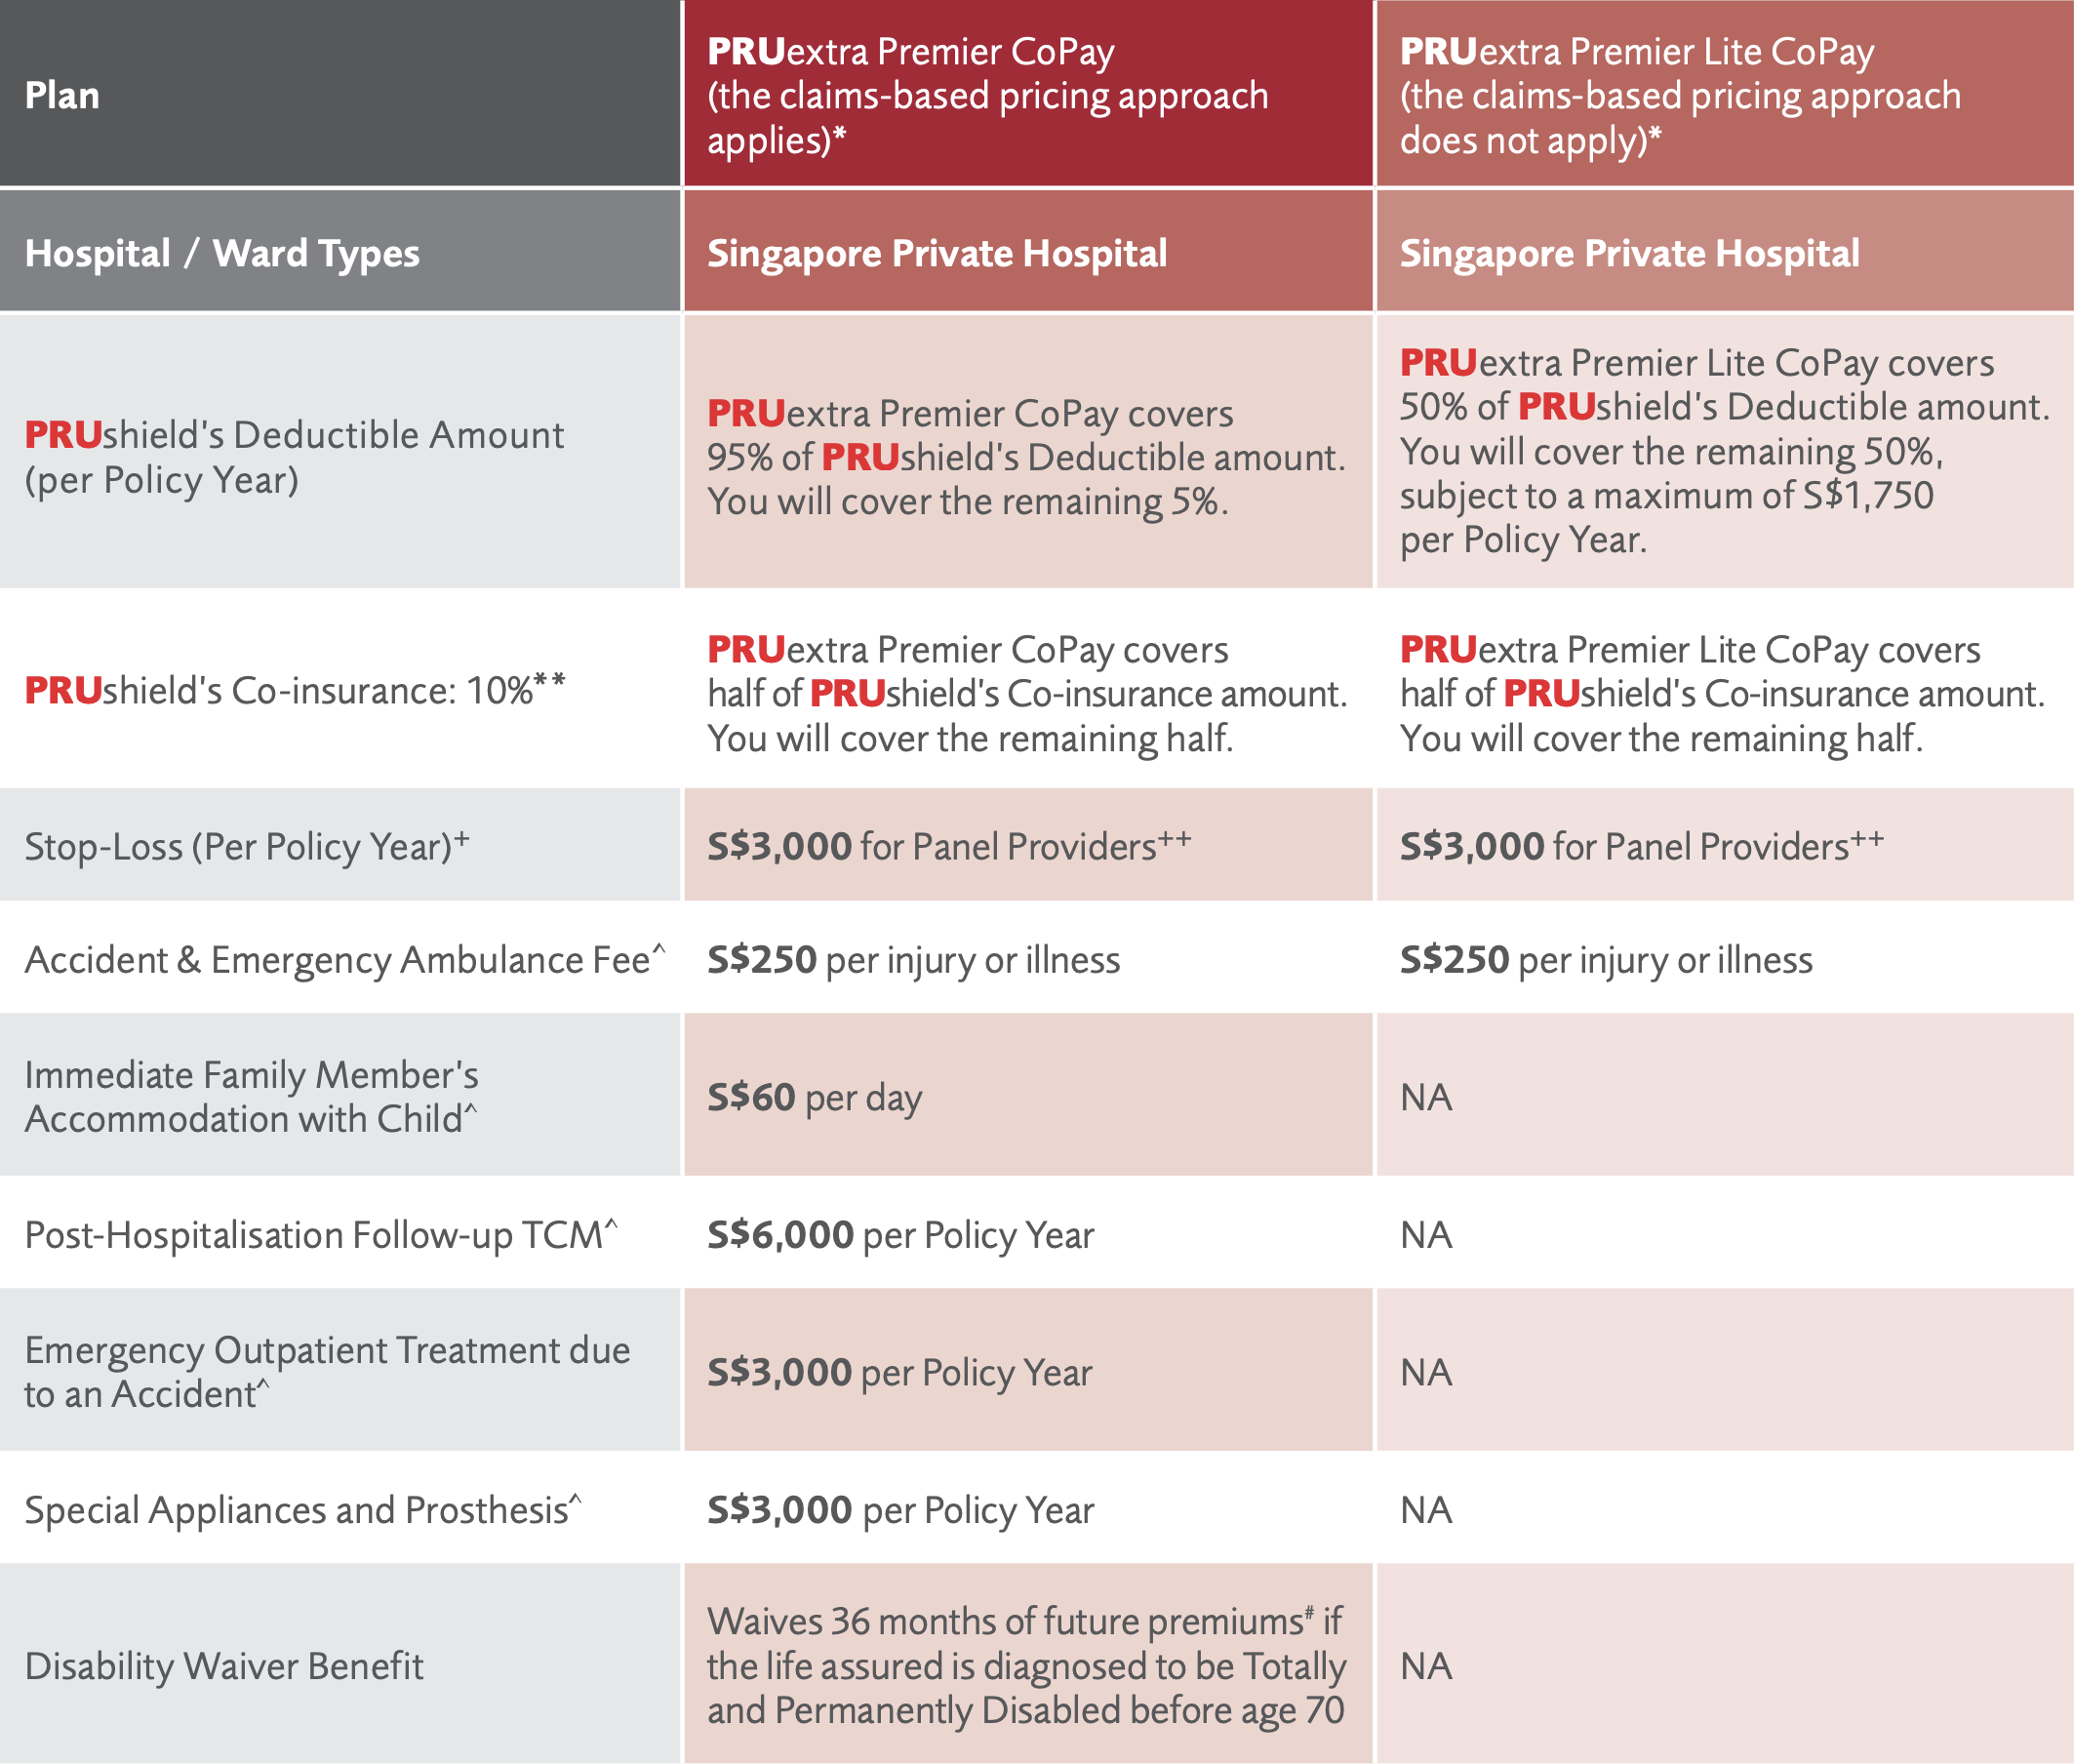 Plan
PRUextra Premier CoPay
(the claims-based pricing approach
applies)*
PRUextra Premier Lite CoPay
(the claims-based pricing approach
does not apply)*
Hospital / Ward Types
Singapore Private Hospital
Singapore Private Hospital
PRUshield's Deductible Amount
(per Policy Year)
PRUextra Premier CoPay covers
95% of PRUshield's Deductible amount.
You will cover the remaining 5%.
PRUextra Premier Lite CoPay covers
50% of PRUshield's Deductible amount.
You will cover the remaining 50%,
subject to a maximum of S$1,750
per Policy Year.
PRUshield's Co-insurance: 10%**
PRUextra Premier CoPay covers
half of PRUshield's Co-insurance amount.
You will cover the remaining half.
PRUextra Premier Lite CoPay covers
half of PRUshield's Co-insurance amount.
You will cover the remaining half.
Stop-Loss (Per Policy Year)+
S$3,000 for Panel Providers++
S$3,000 for Panel Providers++
Accident & Emergency Ambulance Fee^
S$250 per injury or illness
S$250 per injury or illness
Immediate Family Member's
Accommodation with Child^
S$60 per day
NA
Post-Hospitalisation Follow-up TCM^
S$6,000 per Policy Year
NA
Emergency Outpatient Treatment due
to an Accident^
S$3,000 per Policy Year
NA
Special Appliances and Prosthesis^
S$3,000 per Policy Year
NA
Disability Waiver Benefit
Waives 36 months of future premiums# if
the life assured is diagnosed to be Totally
and Permanently Disabled before age 70
NA